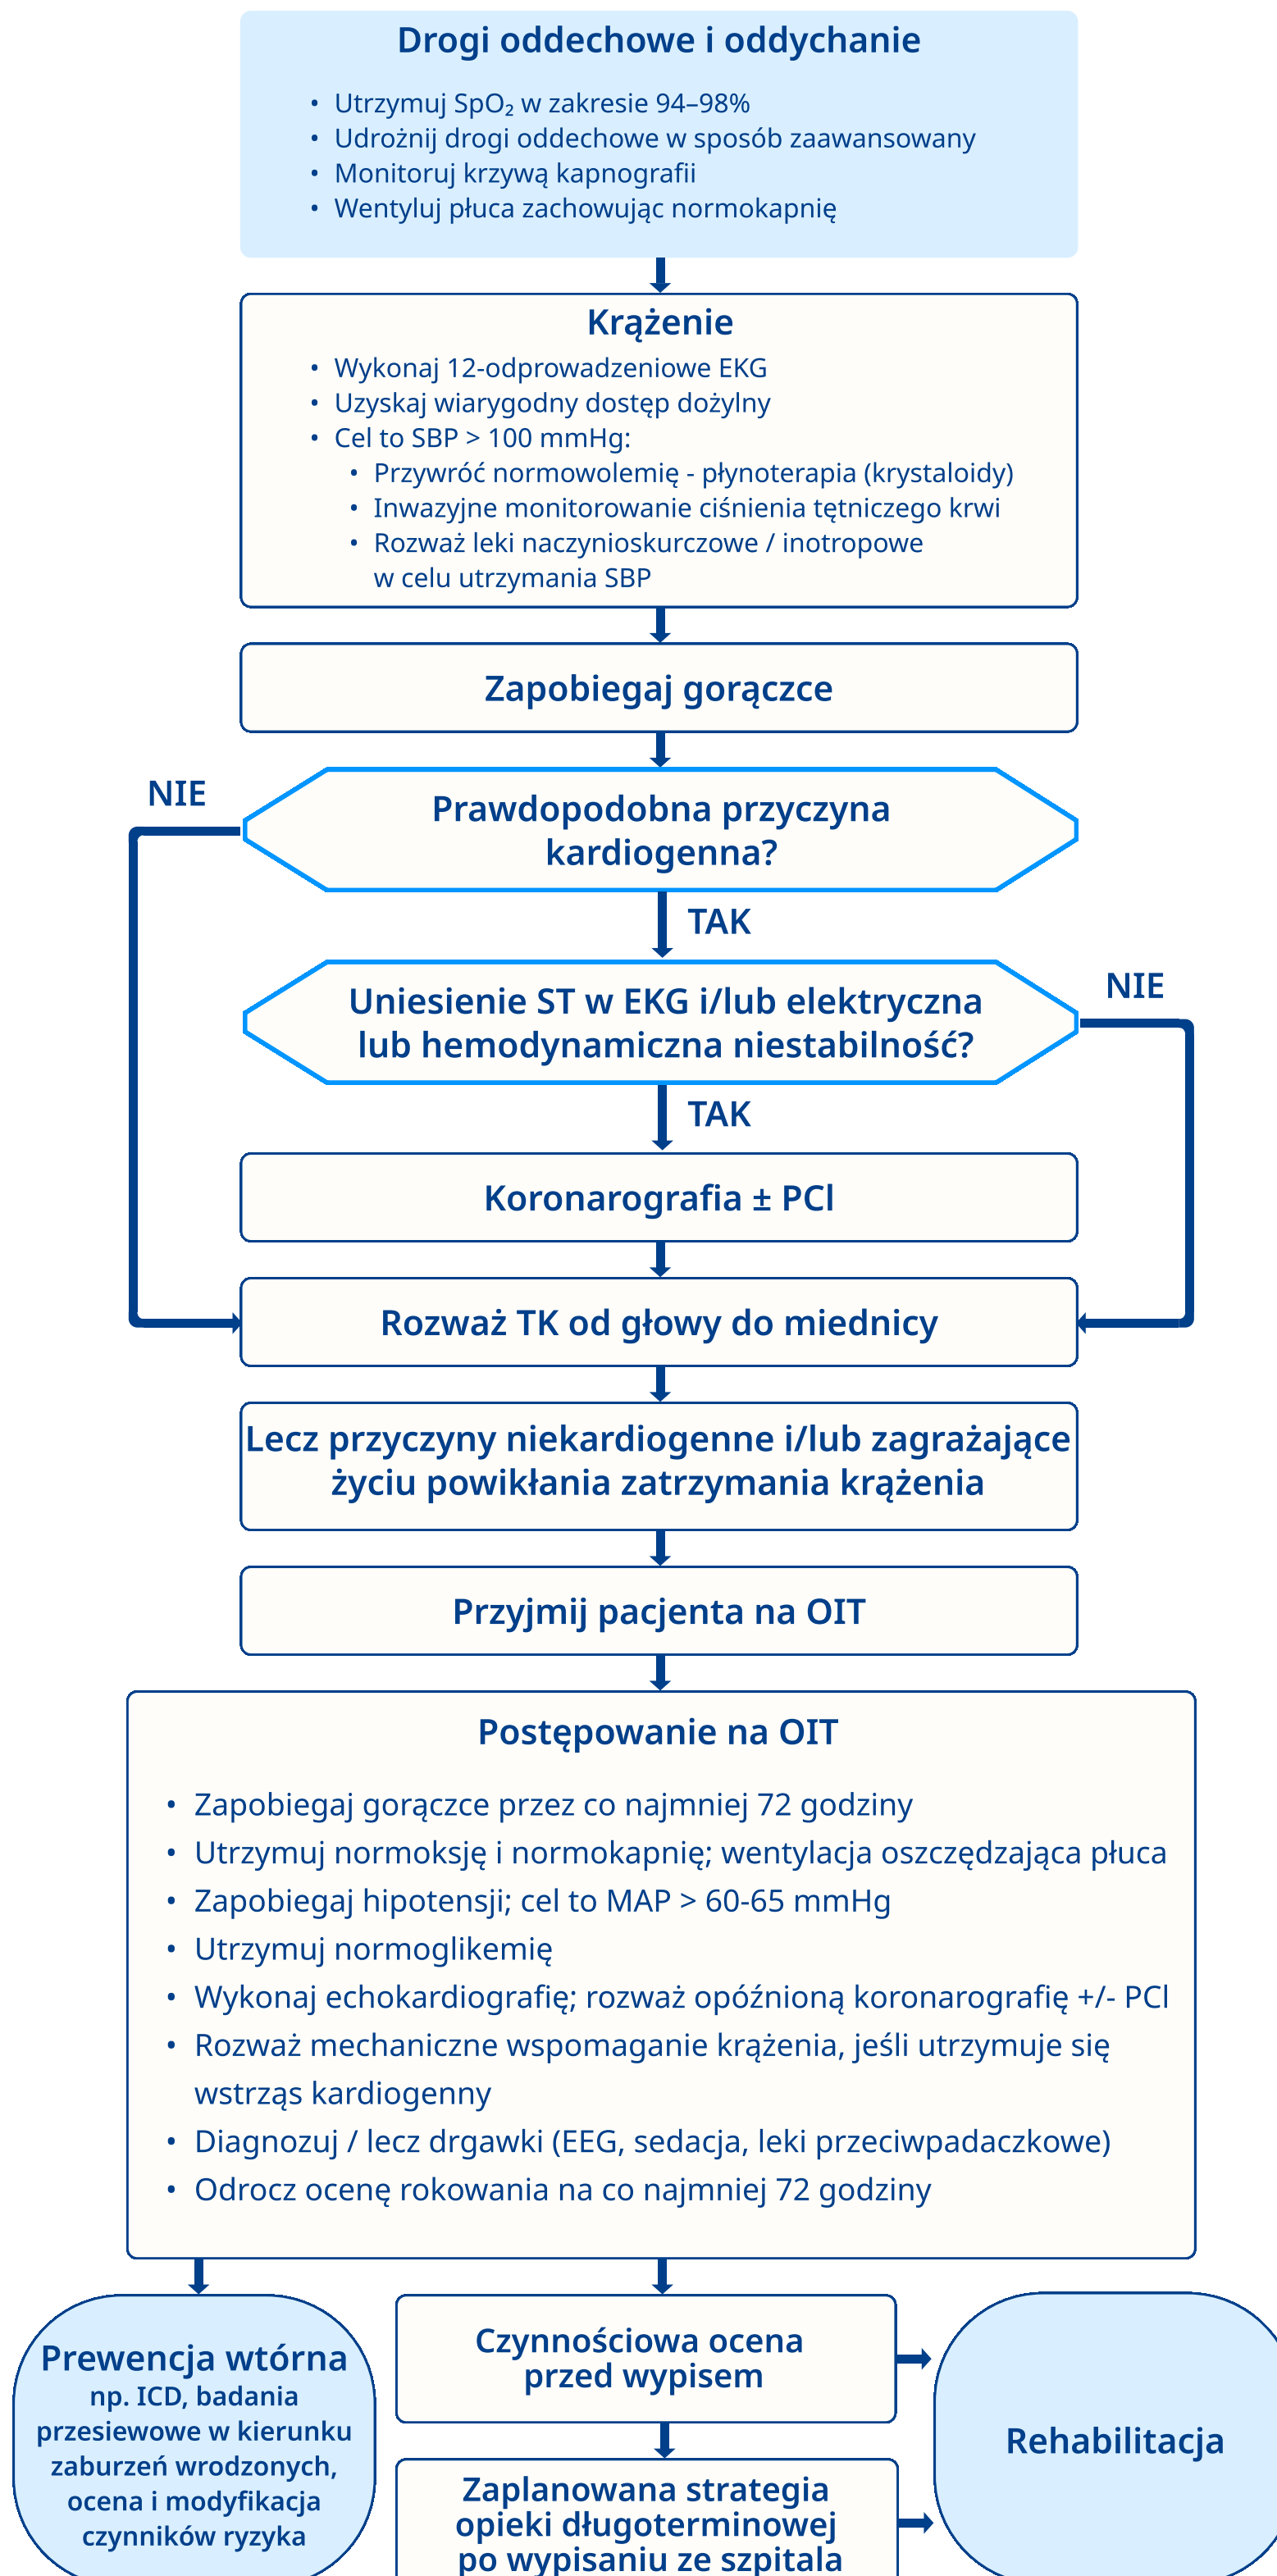 Drogi oddechowe i oddychanie
• Utrzymuj SpO₂ w zakresie 94–98%
• Udrożnij drogi oddechowe w sposób zaawansowany
• Monitoruj krzywą kapnografii
• Wentyluj płuca zachowując normokapnię
Krążenie
• Wykonaj 12-odprowadzeniowe EKG
• Uzyskaj wiarygodny dostęp dożylny
• Cel to SBP > 100 mmHg:
• Przywróć normowolemię - płynoterapia (krystaloidy)
• Inwazyjne monitorowanie ciśnienia tętniczego krwi
• Rozważ leki naczynioskurczowe / inotropowe
w celu utrzymania SBP
Zapobiegaj gorączce
NIE
Prawdopodobna przyczyna
kardiogenna?
TAK
NIE
Uniesienie ST w EKG i/lub elektryczna
lub hemodynamiczna niestabilność?
TAK
Koronarografia ± PCl
Rozważ TK od głowy do miednicy
Lecz przyczyny niekardiogenne i/lub zagrażające
życiu powikłania zatrzymania krążenia
Przyjmij pacjenta na OIT
Postępowanie na OIT
• Zapobiegaj gorączce przez co najmniej 72 godziny
• Utrzymuj normoksję i normokapnię; wentylacja oszczędzająca płuca
• Zapobiegaj hipotensji; cel to MAP > 60-65 mmHg
• Utrzymuj normoglikemię
• Wykonaj echokardiografię; rozważ opóźnioną koronarografię +/- PCl
• Rozważ mechaniczne wspomaganie krążenia, jeśli utrzymuje się
wstrząs kardiogenny
• Diagnozuj / lecz drgawki (EEG, sedacja, leki przeciwpadaczkowe)
• Odrocz ocenę rokowania na co najmniej 72 godziny
Prewencja wtórna
np. ICD, badania
przesiewowe w kierunku
zaburzeń wrodzonych,
ocena i modyfikacja
czynników ryzyka
Czynnościowa ocena
przed wypisem
Zaplanowana strategia
opieki długoterminowej
po wypisaniu ze szpitala
Rehabilitacja